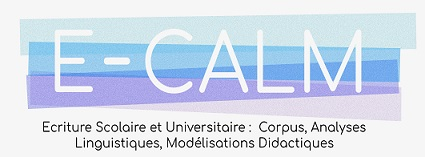 E-CALM
Ecriture Scolaire et Universitaire : Corpus, Analyses
Linguistiques, Modélisations Didactiques